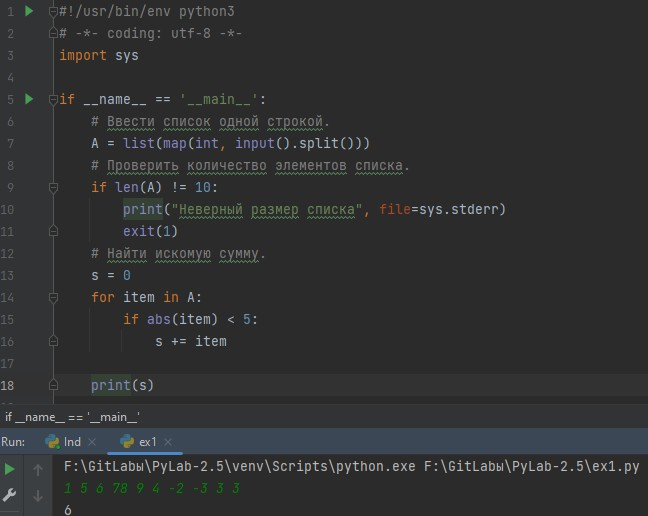 1 #!/usr/bin/env python3
2 # -*- coding: utf-8 -*-
3 import sys
4
5 if __name__ == '__main__':
6 # Ввести список одной строкой.
7 A = list(map(int, input().split()))
8 # Проверить количество элементов списка.
9 if len(A) != 10:
10 print("Неверный размер списка", file=sys.stderr)
11 exit(1)
12 # Найти искомую сумму.
13 s = 0
14 for item in A:
15 if abs(item) < 5:
16 s += item
17
18 print(s)
if __name__ == '__main__'
Run: Ind × ex1 ×
F:\GitLabы\PyLab-2.5\venv\Scripts\python.exe F:\GitLabы\PyLab-2.5\ex1.py
1 5 6 78 9 4 -2 -3 3 3
6